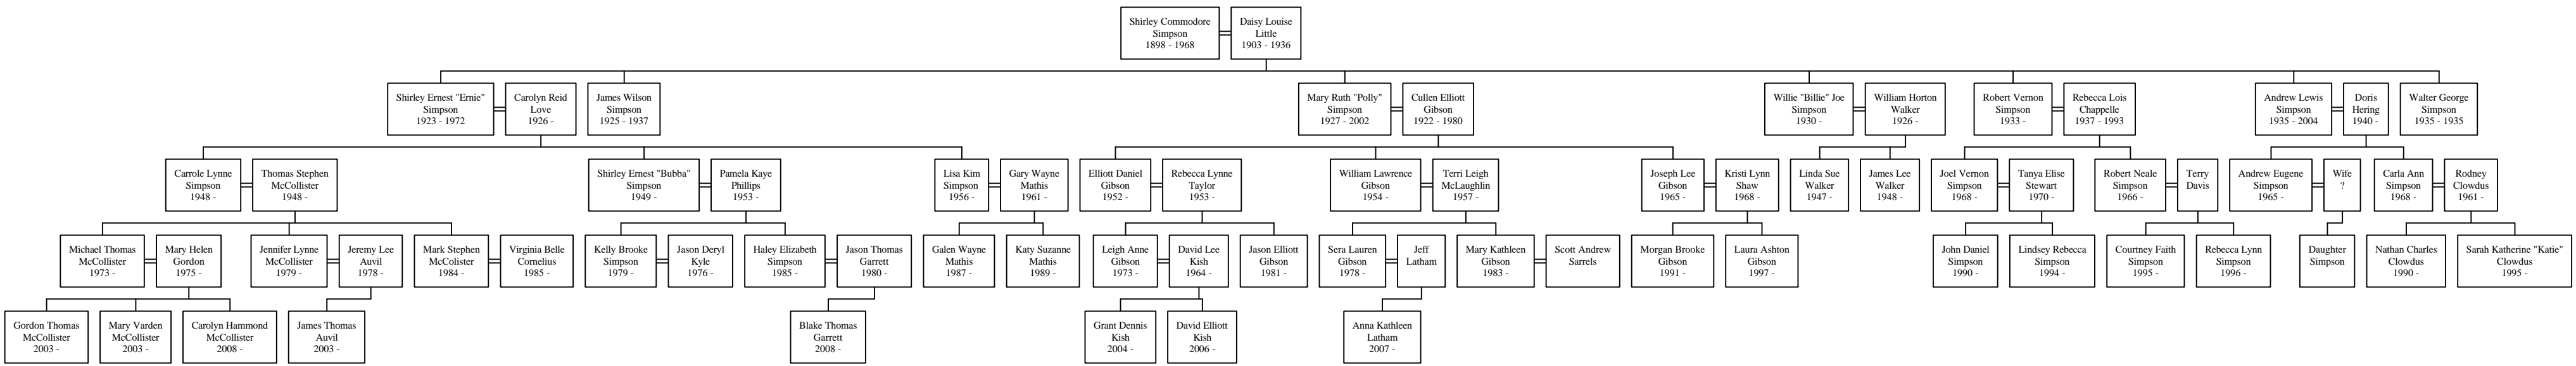 Shirley Commodore
Simpson
1898 - 1968
Daisy Louise
Little
1903 - 1936
Shirley Ernest "Ernie"
Simpson
1923 - 1972
Carolyn Reid
Love
1926 -
James Wilson
Simpson
1925 - 1937
Mary Ruth "Polly"
Simpson
1927 - 2002
Cullen Elliott
Gibson
1922 - 1980
Willie "Billie" Joe
Simpson
1930 -
William Horton
Walker
1926 -
Robert Vernon
Simpson
1933 -
Rebecca Lois
Chappelle
1937 - 1993
Andrew Lewis
Simpson
1935 - 2004
Doris
Hering
1940 -
Walter George
Simpson
1935 - 1935
Carrole Lynne
Simpson
1948 -
Thomas Stephen
McCollister
1948 -
Shirley Ernest "Bubba"
Simpson
1949 -
Pamela Kaye
Phillips
1953 -
Lisa Kim
Simpson
1956 -
Gary Wayne
Mathis
1961 -
Elliott Daniel
Gibson
1952 -
Rebecca Lynne
Taylor
1953 -
William Lawrence
Gibson
1954 -
Terri Leigh
McLaughlin
1957 -
Joseph Lee
Gibson
1965 -
Kristi Lynn
Shaw
1968 -
Linda Sue
Walker
1947 -
James Lee
Walker
1948 -
Joel Vernon
Simpson
1968 -
Tanya Elise
Stewart
1970 -
Robert Neale
Simpson
1966 -
Terry
Davis
Andrew Eugene
Simpson
1965 -
Wife
?
Carla Ann
Simpson
1968 -
Rodney
Clowdus
1961 -
Michael Thomas
McCollister
1973 -
Mary Helen
Gordon
1975 -
Jennifer Lynne
McCollister
1979 -
Jeremy Lee
Auvil
1978 -
Mark Stephen
McColister
1984 -
Virginia Belle
Cornelius
1985 -
Kelly Brooke
Simpson
1979 -
Jason Deryl
Kyle
1976 -
Haley Elizabeth
Simpson
1985 -
Jason Thomas
Garrett
1980 -
Galen Wayne
Mathis
1987 -
Katy Suzanne
Mathis
1989 -
Leigh Anne
Gibson
1973 -
David Lee
Kish
1964 -
Jason Elliott
Gibson
1981 -
Sera Lauren
Gibson
1978 -
Jeff
Latham
Mary Kathleen
Gibson
1983 -
Scott Andrew
Sarrels
Morgan Brooke
Gibson
1991 -
Laura Ashton
Gibson
1997 -
John Daniel
Simpson
1990 -
Lindsey Rebecca
Simpson
1994 -
Courtney Faith
Simpson
1995 -
Rebecca Lynn
Simpson
1996 -
Daughter
Simpson
Nathan Charles
Clowdus
1990 -
Sarah Katherine "Katie"
Clowdus
1995 -
Gordon Thomas
McCollister
2003 -
Mary Varden
McCollister
2003 -
Carolyn Hammond
McCollister
2008 -
James Thomas
Auvil
2003 -
Blake Thomas
Garrett
2008 -
Grant Dennis
Kish
2004 -
David Elliott
Kish
2006 -
Anna Kathleen
Latham
2007 -